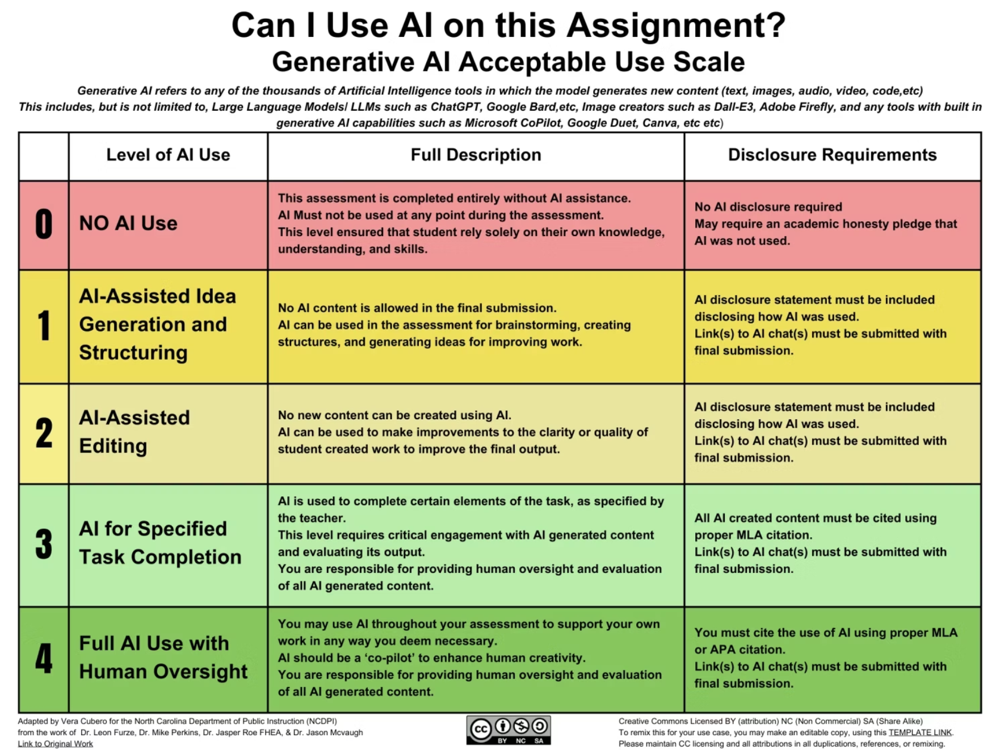 Can I Use AI on this Assignment?
Generative AI Acceptable Use Scale
Generative AI refers to any of the thousands of Artificial Intelligence tools in which the model generates new content (text, images, audio, video, code,etc)
This includes, but is not limited to, Large Language Models/ LLMs such as ChatGPT, Google Bard,etc, Image creators such as Dall-E3, Adobe Firefly, and any tools with built in
generative AI capabilities such as Microsoft CoPilot, Google Duet, Canva, etc etc)
Level of AI Use
Full Description
Disclosure Requirements
0
NO AI Use
This assessment is completed entirely without AI assistance.
AI Must not be used at any point during the assessment.
This level ensured that student rely solely on their own knowledge,
understanding, and skills.
No AI disclosure required
May require an academic honesty pledge that
AI was not used.
1
AI-Assisted Idea
Generation and
Structuring
No AI content is allowed in the final submission.
AI can be used in the assessment for brainstorming, creating
structures, and generating ideas for improving work.
AI disclosure statement must be included
disclosing how AI was used.
Link(s) to AI chat(s) must be submitted with
final submission.
2
AI-Assisted
Editing
No new content can be created using AI.
AI can be used to make improvements to the clarity or quality of
student created work to improve the final output.
AI disclosure statement must be included
disclosing how AI was used.
Link(s) to AI chat(s) must be submitted with
final submission.
3
AI for Specified
Task Completion
AI is used to complete certain elements of the task, as specified by
the teacher.
This level requires critical engagement with AI generated content
and evaluating its output.
You are responsible for providing human oversight and evaluation
of all AI generated content.
All AI created content must be cited using
proper MLA citation.
Link(s) to AI chat(s) must be submitted with
final submission.
4
Full AI Use with
Human Oversight
You may use AI throughout your assessment to support your own
work in any way you deem necessary.
AI should be a ‘co-pilot’ to enhance human creativity.
You are responsible for providing human oversight and evaluation
of all AI generated content.
You must cite the use of AI using proper MLA
or APA citation.
Link(s) to AI chat(s) must be submitted with
final submission.
Adapted by Vera Cubero for the North Carolina Department of Public Instruction (NCDPI)
from the work of Dr. Leon Furze, Dr. Mike Perkins, Dr. Jasper Roe FHEA, & Dr. Jason Mcvaugh
Link to Original Work
cc
BY NC SA
Creative Commons Licensed BY (attribution) NC (Non Commercial) SA (Share Alike)
To remix this for your use case, you may make an editable copy, using this TEMPLATE LINK.
Please maintain CC licensing and all attributions in all duplications, references, or remixing.